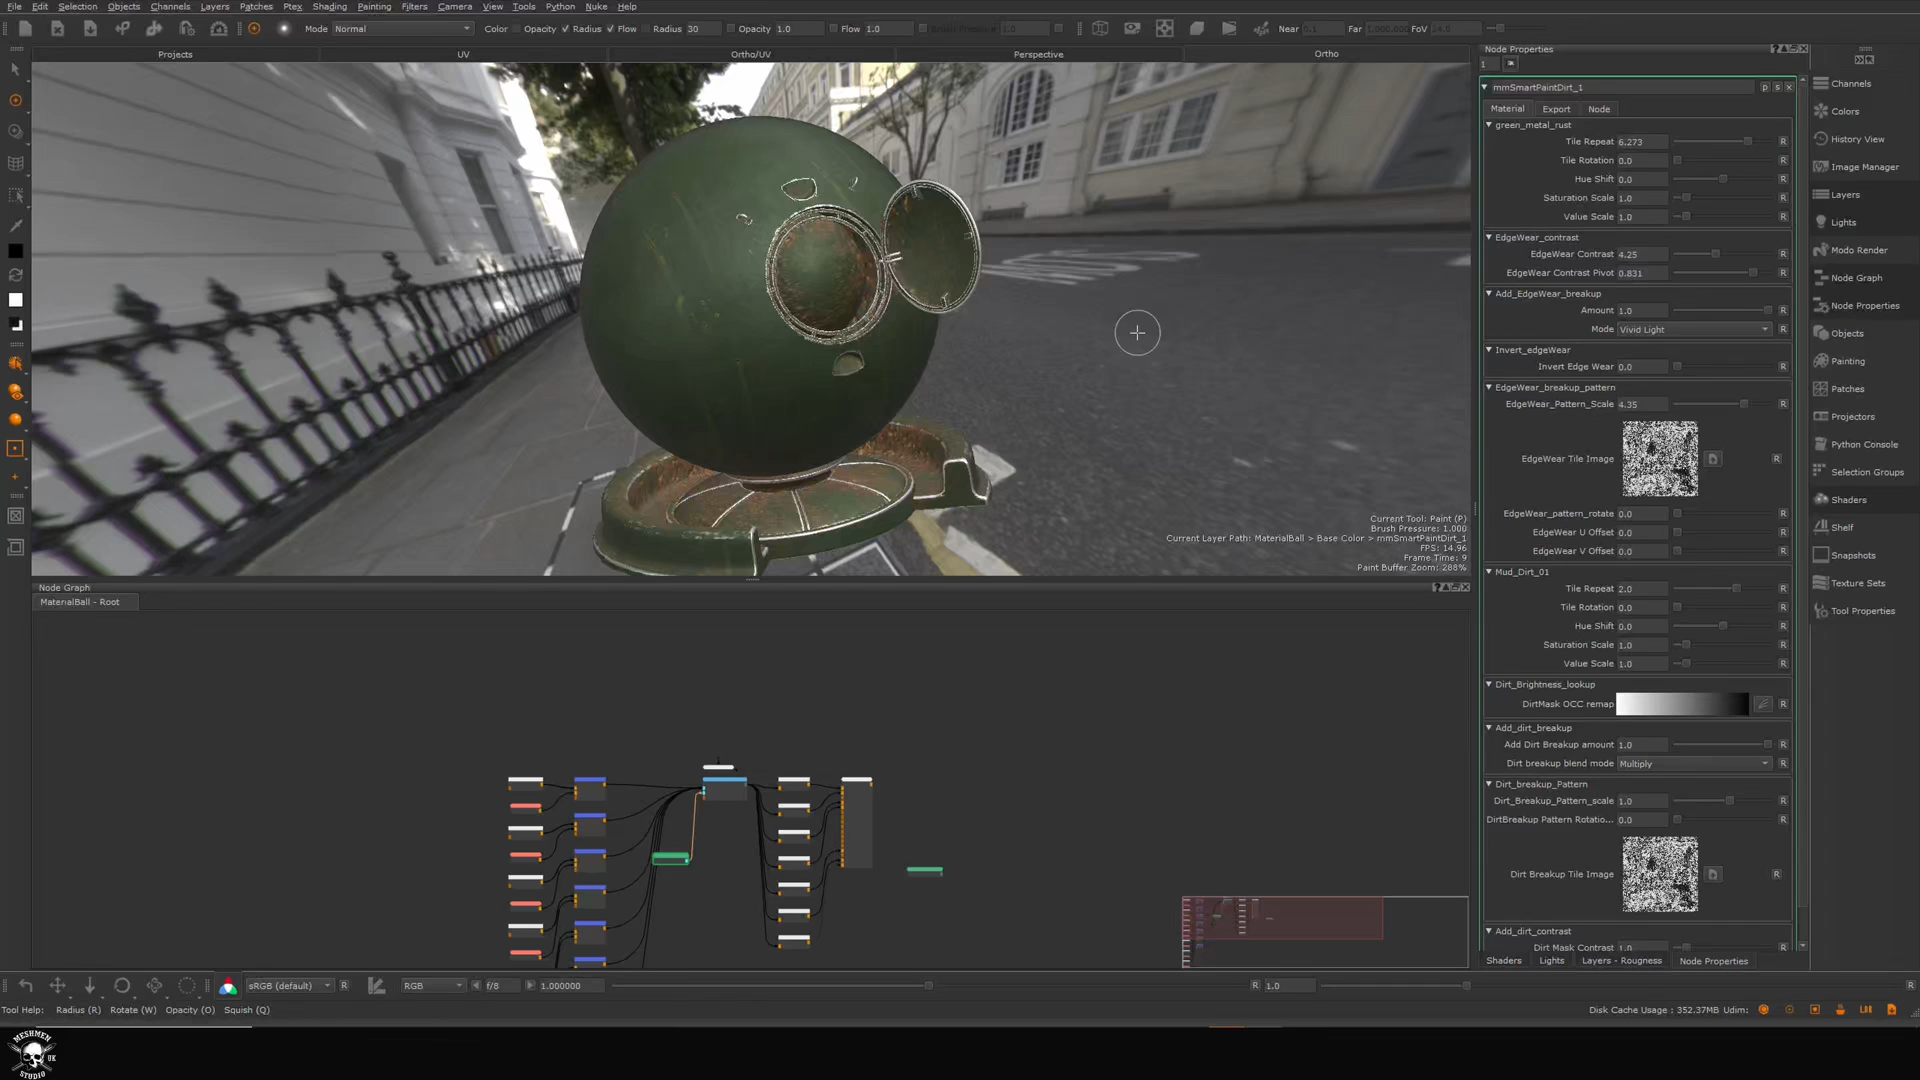 File Edit Selection Objects Channels Layers Patches Ptex Shading Painting Filters Camera View Tools Python Nuke Help
Mode Normal Color Opacity Radius Flow Radius 30 Opacity 1.0 Flow 1.0 Near 0.1 Far FoV 24.0
Projects UV Ortho/UV Perspective Ortho
Node Properties
1
mmSmartPaintDirt_1 p s
Material Export Node
green_metal_rust
Tile Repeat 6.273 R
Tile Rotation 0.0 R
Hue Shift 0.0 R
Saturation Scale 1.0 R
Value Scale 1.0 R
EdgeWear_contrast
EdgeWear Contrast 4.25 R
EdgeWear Contrast Pivot 0.831 R
Add_EdgeWear_breakup
Amount 1.0 R
Mode Vivid Light R
Invert_edgeWear
Invert Edge Wear 0.0 R
EdgeWear_breakup_pattern
EdgeWear_Pattern_Scale 4.35 R
EdgeWear Tile Image R
EdgeWear_pattern_rotate 0.0 R
EdgeWear U Offset 0.0 R
EdgeWear V Offset 0.0 R
Mud_Dirt_01
Tile Repeat 2.0 R
Tile Rotation 0.0 R
Hue Shift 0.0 R
Saturation Scale 1.0 R
Value Scale 1.0 R
Dirt_Brightness_lookup
DirtMask OCC remap R
Add_dirt_breakup
Add Dirt Breakup amount 1.0 R
Dirt breakup blend mode Multiply R
Dirt_breakup_Pattern
Dirt_Breakup_Pattern_scale 1.0 R
DirtBreakup Pattern Rotatio... 0.0 R
Dirt Breakup Tile Image R
Add_dirt_contrast
Dirt Mask Contrast 1.0 R
Shaders Lights Layers - Rougness Node Properties
Channels
Colors
History View
Image Manager
Layers
Lights
Modo Render
Node Graph
Node Properties
Objects
Painting
Patches
Projectors
Python Console
Selection Groups
Shaders
Shelf
Snapshots
Texture Sets
Tool Properties
Current Tool: Paint (P)
Brush Pressure: 1.000
Current Layer Path: MaterialBall > Base Color > mmSmartPaintDirt_1
FPS: 14.96
Frame Time: 9
Paint Buffer Zoom: 288%
Node Graph
MaterialBall - Root
sRGB (default) R RGB f/8 1.000000 R 1.0 R
Tool Help: Radius (R) Rotate (W) Opacity (O) Squish (Q)
Disk Cache Usage : 352.37MB Udim:
MESHMEN
UK
STUDIO